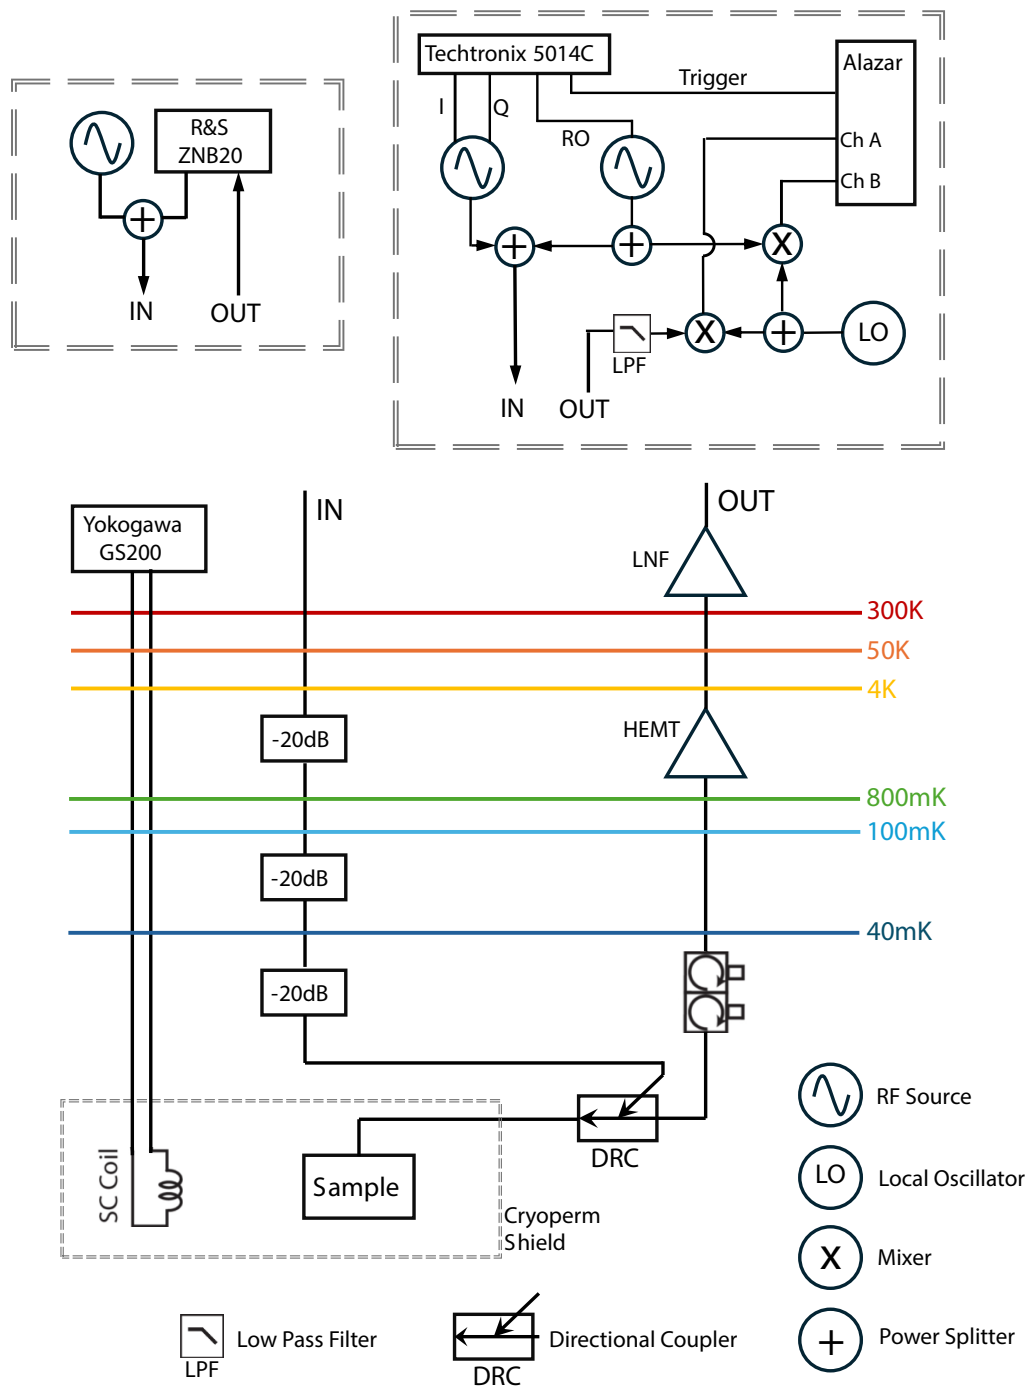 R&S
ZNB20
+
IN
OUT
Techtronix 5014C
Alazar
Trigger
I
Q
RO
Ch A
Ch B
+
+
X
LPF
X
+
LO
IN
OUT
Yokogawa
GS200
IN
OUT
LNF
300K
50K
4K
-20dB
HEMT
800mK
100mK
-20dB
40mK
-20dB
DRC
SC Coil
Sample
Cryoperm
Shield
RF Source
LO
Local Oscillator
X
Mixer
+
Power Splitter
LPF
Low Pass Filter
DRC
Directional Coupler